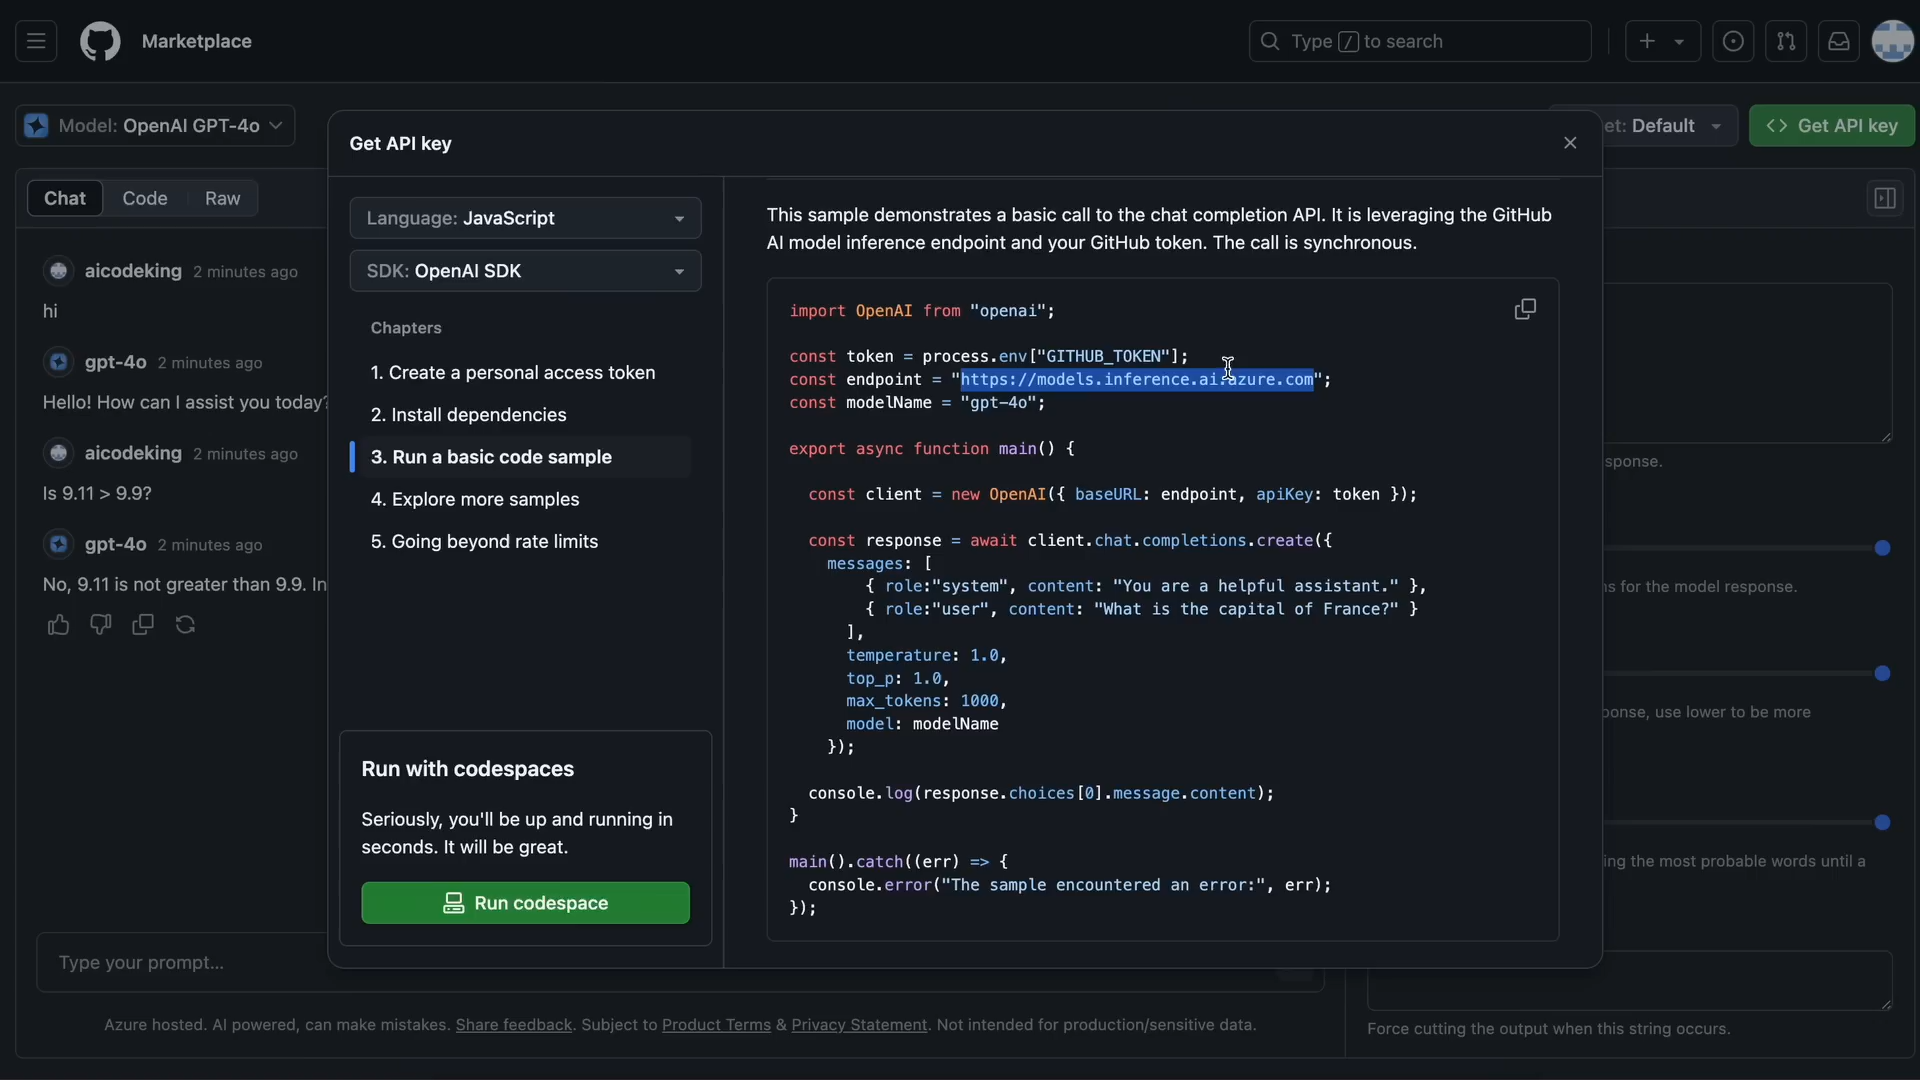 Marketplace
Type / to search
Model: OpenAI GPT-4o
Default
Get API key
Get API key
Chat
Code
Raw
Language: JavaScript
SDK: OpenAI SDK
Chapters
1. Create a personal access token
2. Install dependencies
3. Run a basic code sample
4. Explore more samples
5. Going beyond rate limits
Run with codespaces
Seriously, you'll be up and running in
seconds. It will be great.
Run codespace
aicodeking 2 minutes ago
hi
gpt-4o 2 minutes ago
Hello! How can I assist you today?
aicodeking 2 minutes ago
Is 9.11 > 9.9?
gpt-4o 2 minutes ago
No, 9.11 is not greater than 9.9. In
This sample demonstrates a basic call to the chat completion API. It is leveraging the GitHub
AI model inference endpoint and your GitHub token. The call is synchronous.
import OpenAI from "openai";
const token = process.env["GITHUB_TOKEN"];
const endpoint = "https://models.inference.ai.azure.com";
const modelName = "gpt-4o";
export async function main() {
const client = new OpenAI({ baseURL: endpoint, apiKey: token });
const response = await client.chat.completions.create({
messages: [
{ role:"system", content: "You are a helpful assistant." },
{ role:"user", content: "What is the capital of France?" }
],
temperature: 1.0,
top_p: 1.0,
max_tokens: 1000,
model: modelName
});
console.log(response.choices[0].message.content);
}
main().catch((err) => {
console.error("The sample encountered an error:", err);
});
for the model response.
use lower to be more
the most probable words until a
Type your prompt...
Azure hosted. AI powered, can make mistakes. Share feedback. Subject to Product Terms & Privacy Statement. Not intended for production/sensitive data.
Force cutting the output when this string occurs.